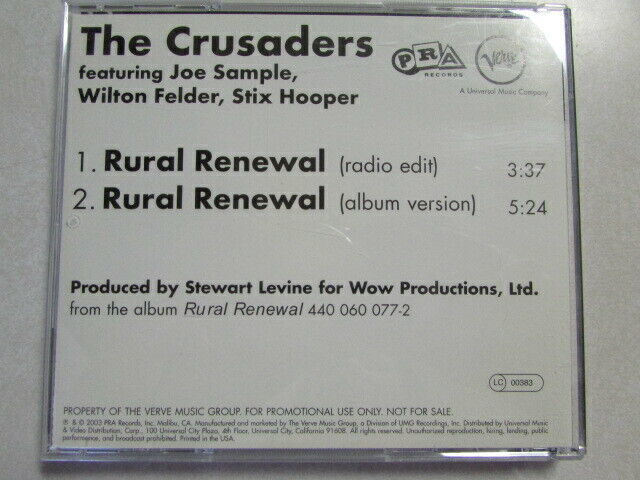 The Crusaders
featuring Joe Sample,
Wilton Felder, Stix Hooper
PRA
RECORDS
Verve
A Universal Music Company
1. Rural Renewal (radio edit) 3:37
2. Rural Renewal (album version) 5:24
Produced by Stewart Levine for Wow Productions, Ltd.
from the album Rural Renewal 440 060 077-2
LC 00383
PROPERTY OF THE VERVE MUSIC GROUP. FOR PROMOTIONAL USE ONLY. NOT FOR SALE.
℗ & © 2003 PRA Records, Inc. Malibu, CA. Manufactured and marketed by The Verve Music Group, a Division of UMG Recordings, Inc. Distributed by Universal Music
& Video Distribution, Corp., 100 Universal City Plaza, 4th Floor, Universal City, California 91608. All rights reserved. Unauthorized reproduction, hiring, lending, public
performance, and broadcast prohibited. Printed in the USA.